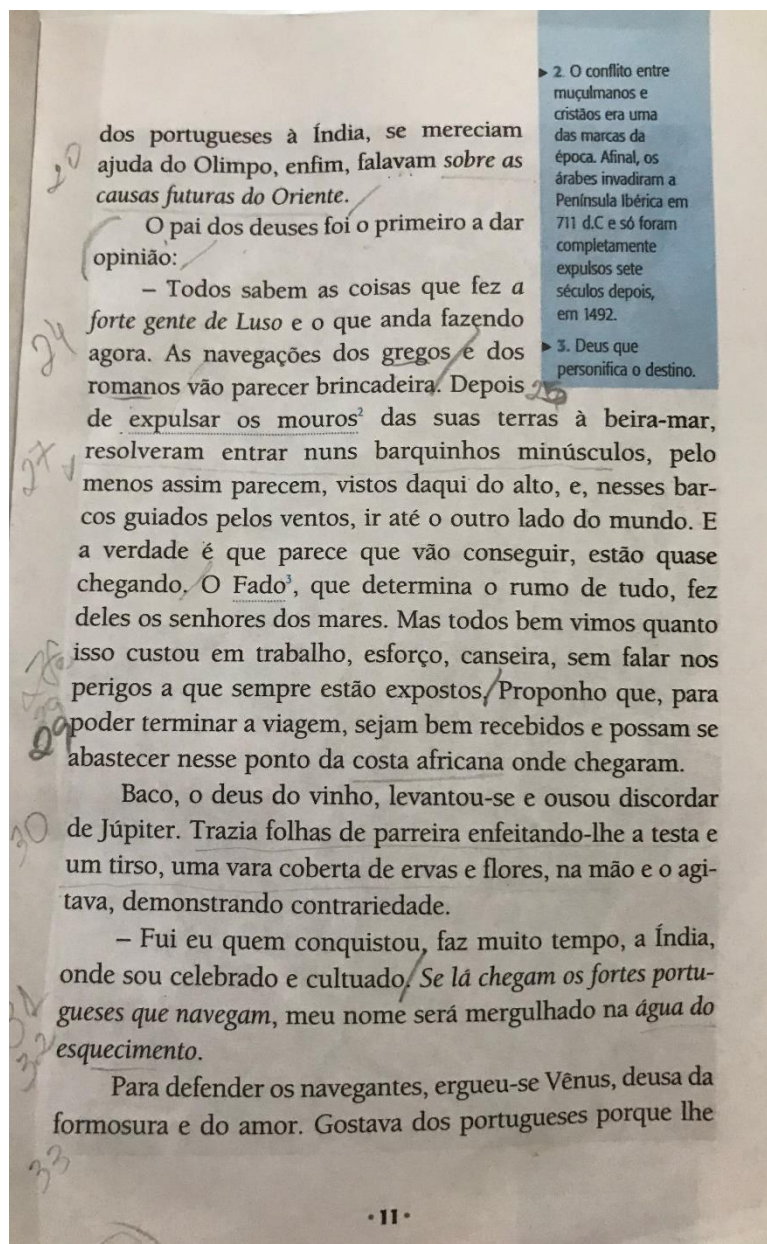 dos portugueses à Índia, se mereciam
ajuda do Olimpo, enfim, falavam sobre as
causas futuras do Oriente.
O pai dos deuses foi o primeiro a dar
opinião:
– Todos sabem as coisas que fez a
forte gente de Luso e o que anda fazendo
agora. As navegações dos gregos e dos
romanos vão parecer brincadeira. Depois
de expulsar os mouros² das suas terras à beira-mar,
resolveram entrar nuns barquinhos minúsculos, pelo
menos assim parecem, vistos daqui do alto, e, nesses bar-
cos guiados pelos ventos, ir até o outro lado do mundo. E
a verdade é que parece que vão conseguir, estão quase
chegando. O Fado³, que determina o rumo de tudo, fez
deles os senhores dos mares. Mas todos bem vimos quanto
isso custou em trabalho, esforço, canseira, sem falar nos
perigos a que sempre estão expostos. Proponho que, para
poder terminar a viagem, sejam bem recebidos e possam se
abastecer nesse ponto da costa africana onde chegaram.
Baco, o deus do vinho, levantou-se e ousou discordar
de Júpiter. Trazia folhas de parreira enfeitando-lhe a testa e
um tirso, uma vara coberta de ervas e flores, na mão e o agi-
tava, demonstrando contrariedade.
– Fui eu quem conquistou, faz muito tempo, a Índia,
onde sou celebrado e cultuado. Se lá chegam os fortes portu-
gueses que navegam, meu nome será mergulhado na água do
esquecimento.
Para defender os navegantes, ergueu-se Vênus, deusa da
formosura e do amor. Gostava dos portugueses porque lhe
▸ 2. O conflito entre
muçulmanos e
cristãos era uma
das marcas da
época. Afinal, os
árabes invadiram a
Península Ibérica em
711 d.C e só foram
completamente
expulsos sete
séculos depois,
em 1492.
▸ 3. Deus que
personifica o destino.
24
29
30
33
• 11 •